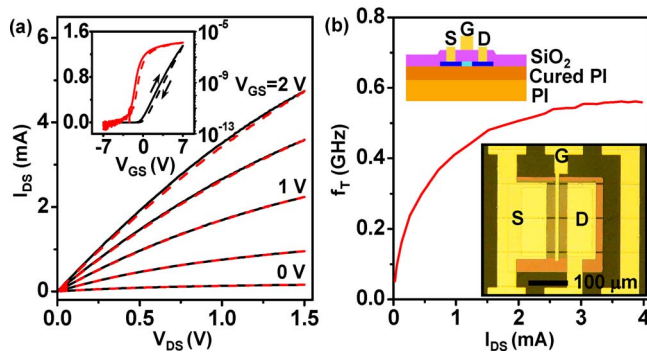 (a)
6
4
2
0
I_DS (mA)
0.0 0.5 1.0 1.5
V_DS (V)
1.6
0.8
0.0
10^-5
10^-9
10^-13
-7 0 7
V_GS (V)
V_GS=2 V
1 V
0 V
(b)
0.8
0.6
0.4
0.2
0.0
f_T (GHz)
0 1 2 3 4
I_DS (mA)
G
S D
SiO₂
Cured PI
PI
G
S D
100 μm